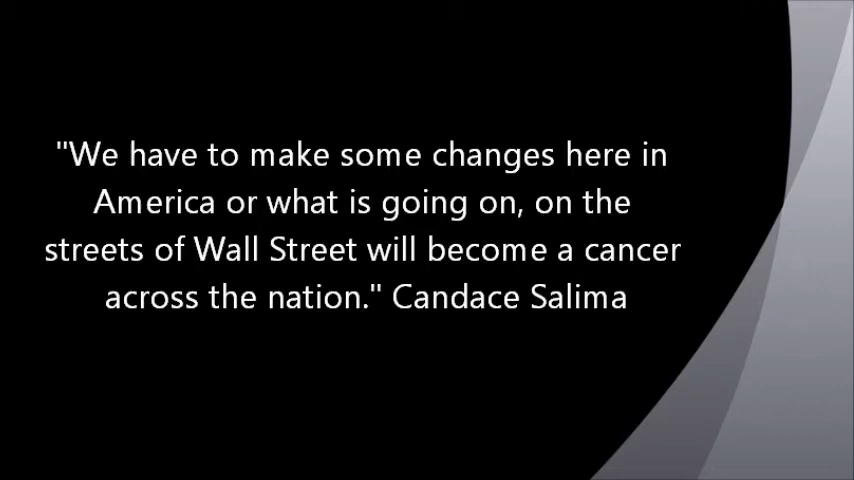 "We have to make some changes here in
America or what is going on, on the
streets of Wall Street will become a cancer
across the nation." Candace Salima